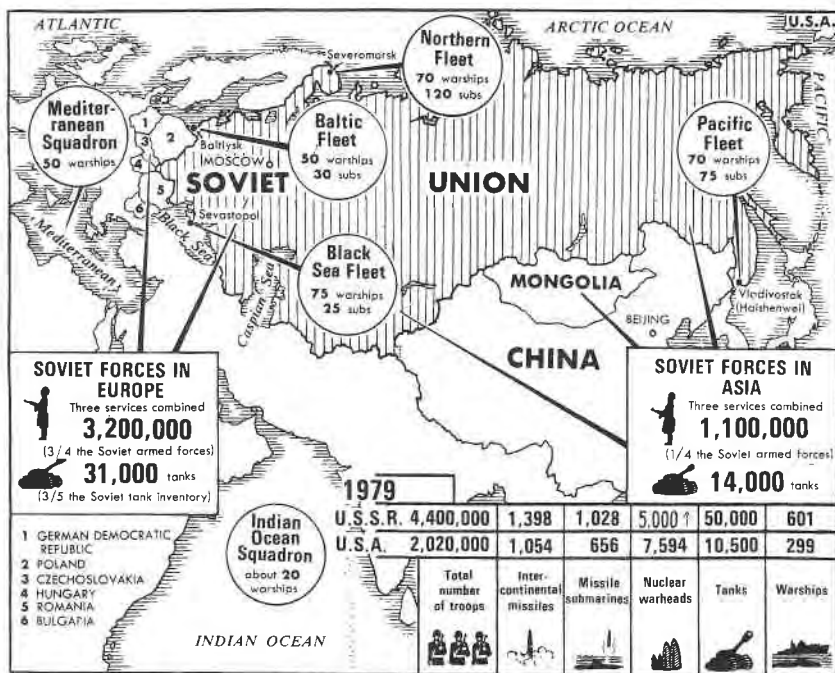 ATLANTIC
ARCTIC OCEAN
U.S.A.
PACIFIC
Severomorsk
Northern
Fleet
70 warships
120 subs
Mediter-
ranean
Squadron
50 warships
1
2
3
4
5
6
Baltiysk
MOSCOW
Baltic
Fleet
50 warships
30 subs
Pacific
Fleet
70 warships
75 subs
SOVIET UNION
Sevastopol
Black Sea
Mediterranean
Caspian Sea
Black
Sea Fleet
75 warships
25 subs
MONGOLIA
BEIJING
Vladivostok
(Haishenwei)
CHINA
SOVIET FORCES IN
EUROPE
Three services combined
3,200,000
(3/4 the Soviet armed forces)
31,000 tanks
(3/5 the Soviet tank inventory)
SOVIET FORCES IN
ASIA
Three services combined
1,100,000
(1/4 the Soviet armed forces)
14,000 tanks
1 GERMAN DEMOCRATIC
REPUBLIC
2 POLAND
3 CZECHOSLOVAKIA
4 HUNGARY
5 ROMANIA
6 BULGARIA
Indian
Ocean
Squadron
about 20
warships
INDIAN OCEAN
1979
U.S.S.R. 4,400,000 1,398 1,028 5,000↑ 50,000 601
U.S.A. 2,020,000 1,054 656 7,594 10,500 299
Total
number
of troops
Inter-
continental
missiles
Missile
submarines
Nuclear
warheads
Tanks
Warships